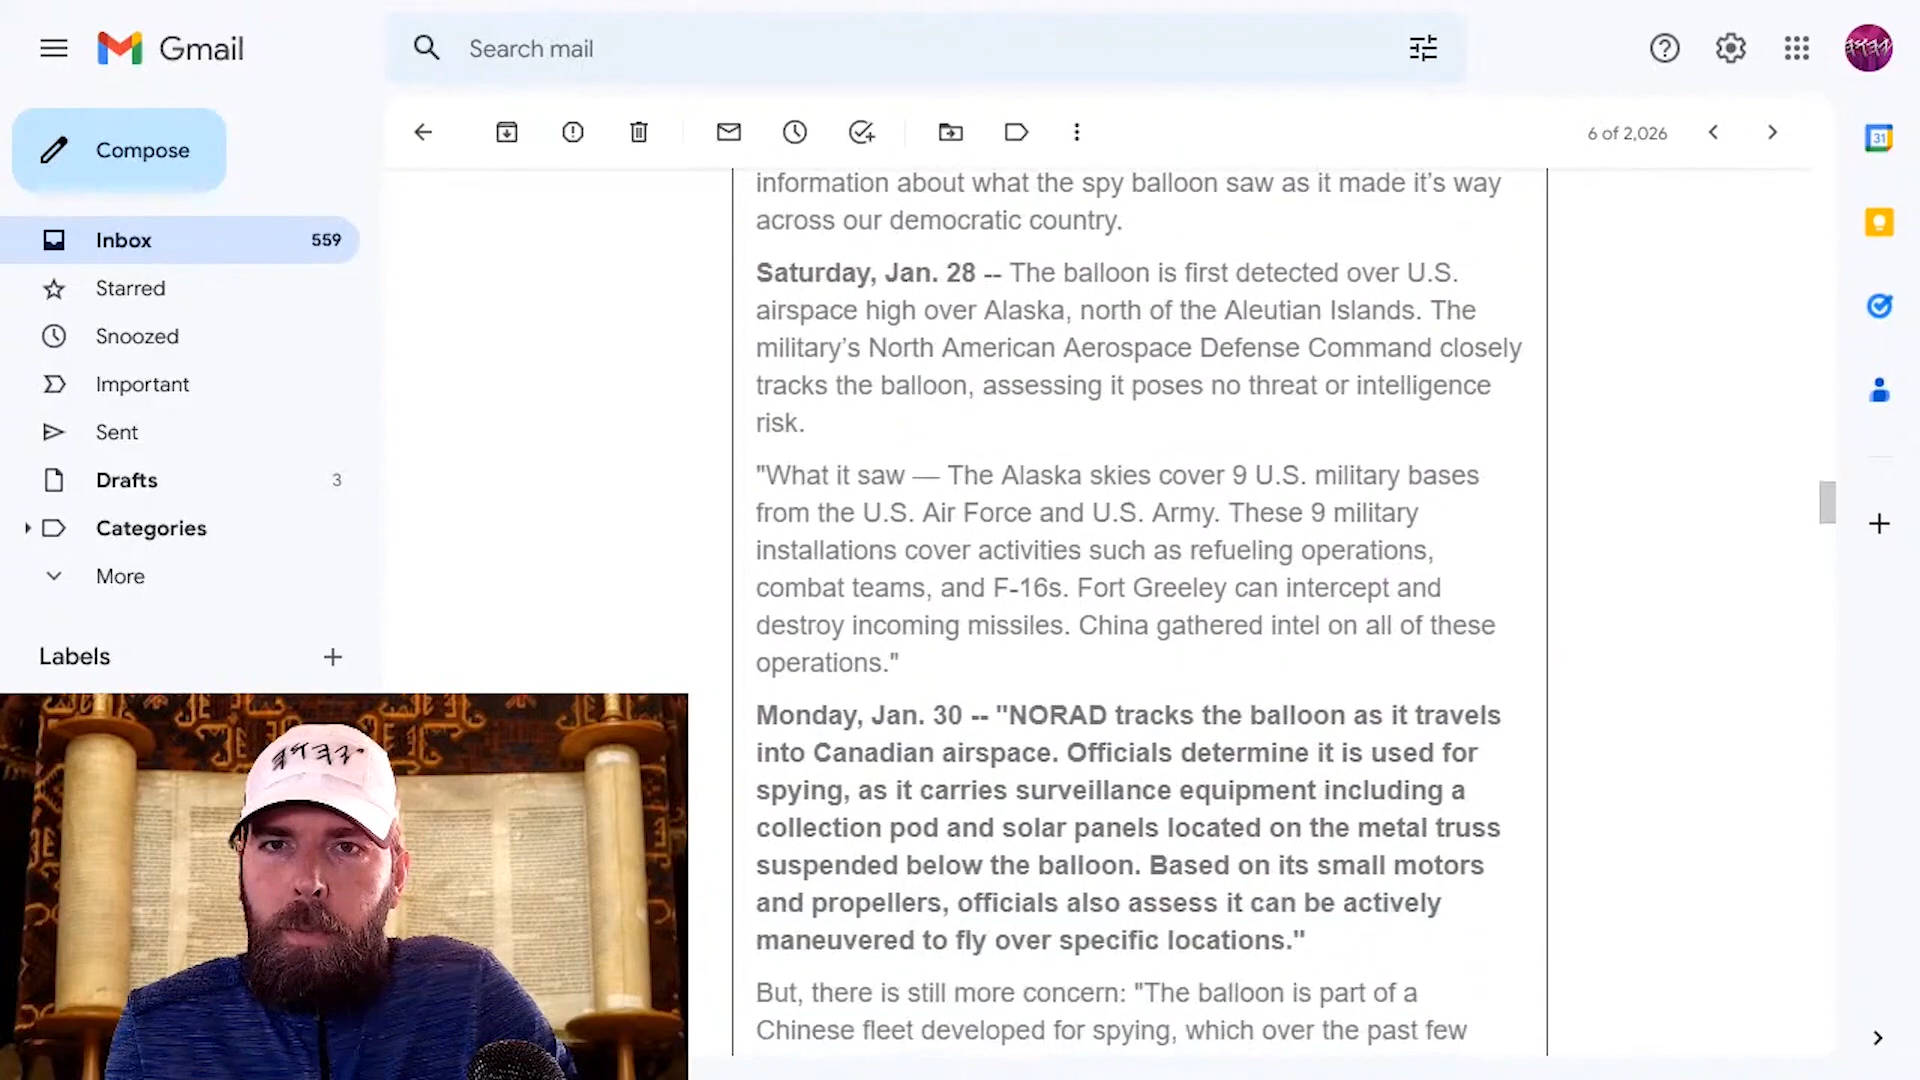 Gmail
Search mail
Compose
6 of 2,026
31
Inbox 559
Starred
Snoozed
Important
Sent
Drafts 3
Categories
More
Labels
information about what the spy balloon saw as it made it’s way
across our democratic country.
Saturday, Jan. 28 -- The balloon is first detected over U.S.
airspace high over Alaska, north of the Aleutian Islands. The
military’s North American Aerospace Defense Command closely
tracks the balloon, assessing it poses no threat or intelligence
risk.
"What it saw — The Alaska skies cover 9 U.S. military bases
from the U.S. Air Force and U.S. Army. These 9 military
installations cover activities such as refueling operations,
combat teams, and F-16s. Fort Greeley can intercept and
destroy incoming missiles. China gathered intel on all of these
operations."
Monday, Jan. 30 -- "NORAD tracks the balloon as it travels
into Canadian airspace. Officials determine it is used for
spying, as it carries surveillance equipment including a
collection pod and solar panels located on the metal truss
suspended below the balloon. Based on its small motors
and propellers, officials also assess it can be actively
maneuvered to fly over specific locations."
But, there is still more concern: "The balloon is part of a
Chinese fleet developed for spying, which over the past few